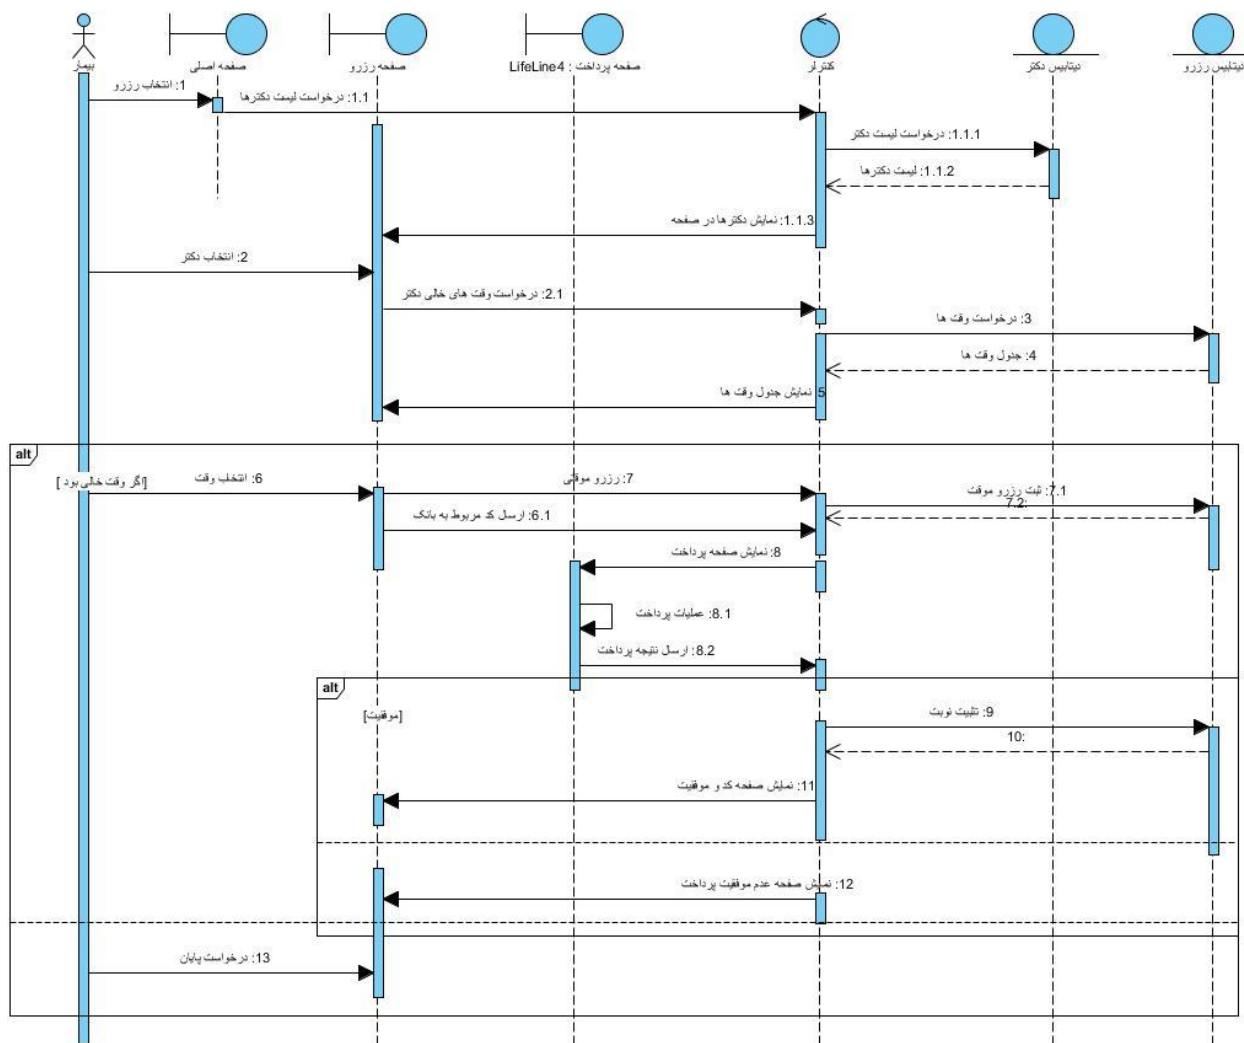 بیمار
صفحه اصلی
صفحه رزرو
LifeLine4 : صفحه پرداخت
کنترلر
دیتابیس دکتر
دیتابیس رزرو
1: انتخاب رزرو
1.1: درخواست لیست دکترها
1.1.1: درخواست لیست دکتر
1.1.2: لیست دکترها
1.1.3: نمایش دکترها در صفحه
2: انتخاب دکتر
2.1: درخواست وقت های خالی دکتر
3: درخواست وقت ها
4: جدول وقت ها
5 نمایش جدول وقت ها
alt
[اگر وقت خالی بود ]
6: انتخاب وقت
7: رزرو موقتی
7.1: ثبت رزرو موقت
7.2:
6.1: ارسال کد مربوط به بانک
8: نمایش صفحه پرداخت
8.1: عملیات پرداخت
8.2: ارسال نتیجه پرداخت
alt
[موفقیت]
9: تثبیت نوبت
10:
11: نمایش صفحه کد و موفقیت
12: نمایش صفحه عدم موفقیت پرداخت
13: درخواست پایان